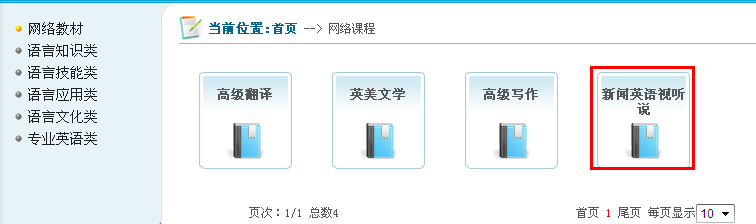 网络教材
语言知识类
语言技能类
语言应用类
语言文化类
专业英语类
当前位置:首页 --> 网络课程
高级翻译
英美文学
高级写作
新闻英语视听
说
页次：1/1 总数4
首页 1 尾页 每页显示 10